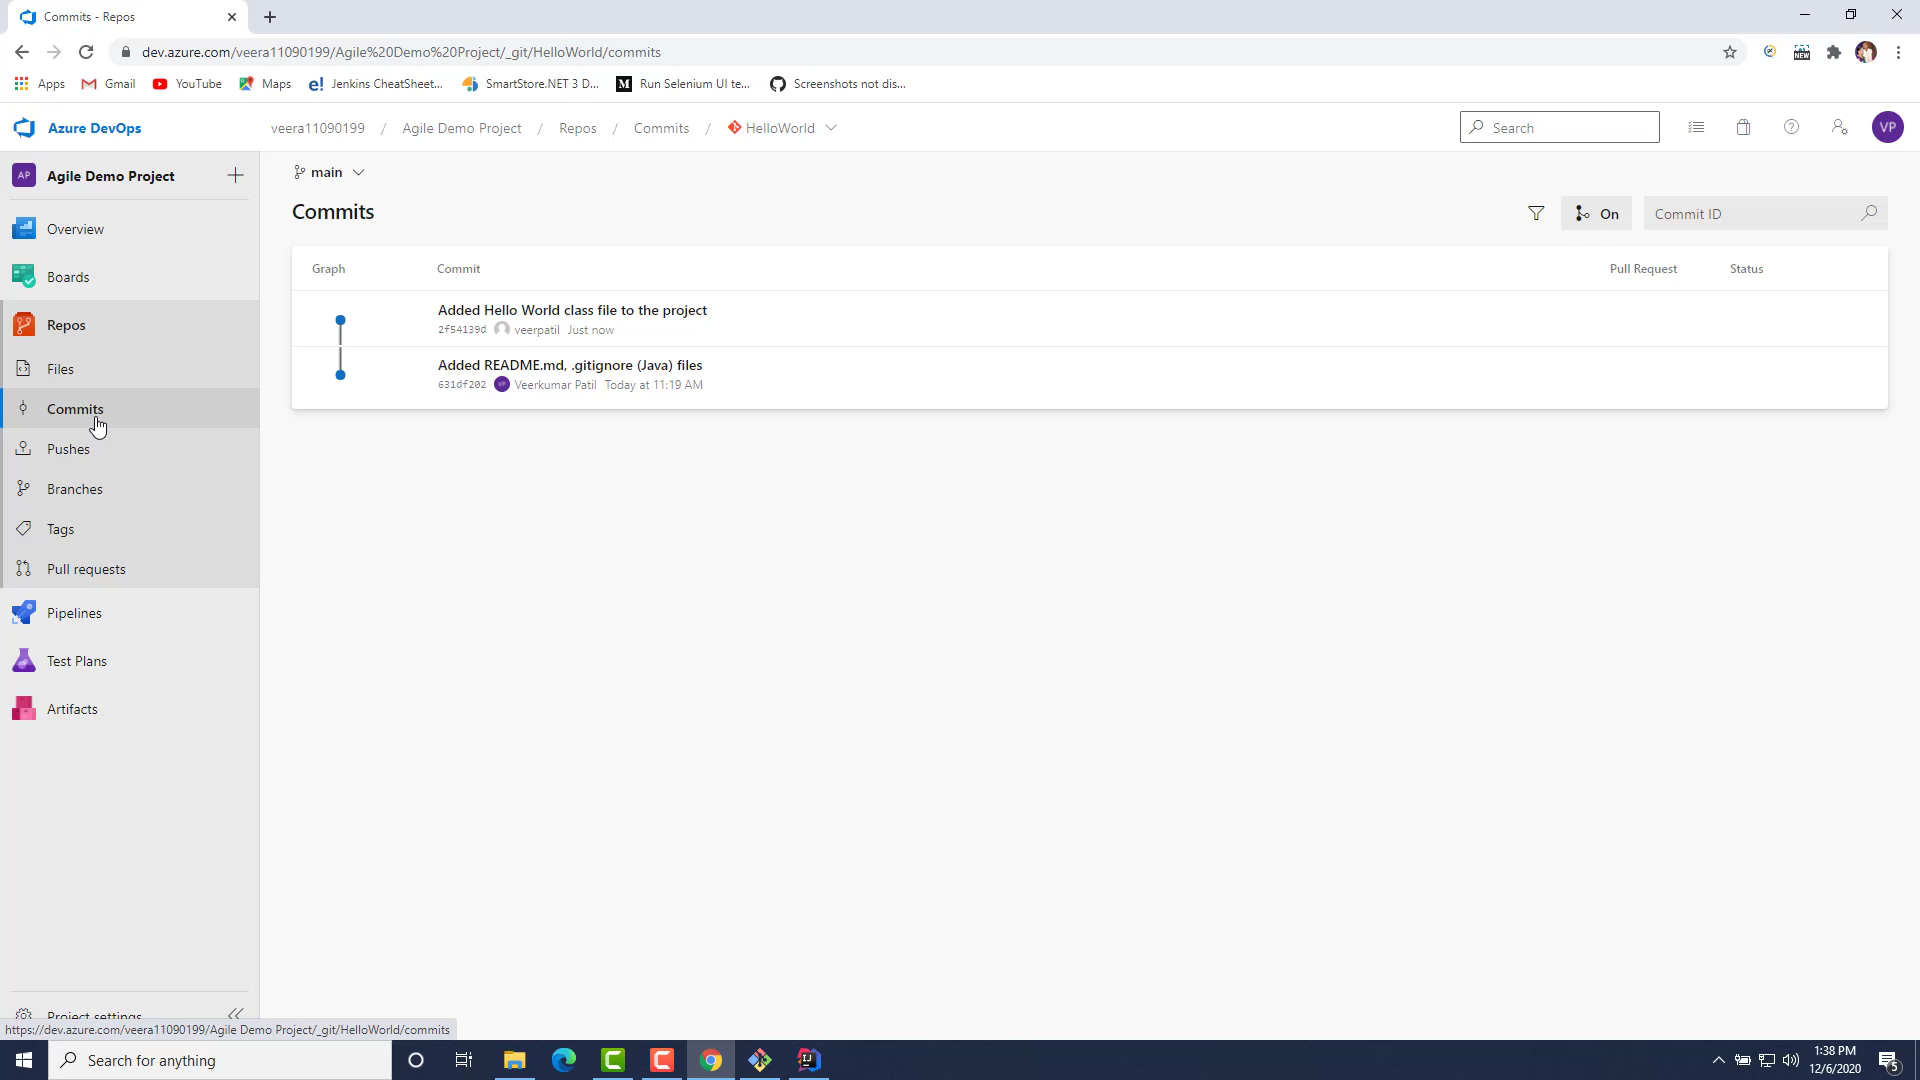 Commits - Repos
dev.azure.com/veera11090199/Agile%20Demo%20Project/_git/HelloWorld/commits
Apps Gmail YouTube Maps Jenkins CheatSheet... SmartStore.NET 3 D... M Run Selenium UI te... Screenshots not dis...
Azure DevOps veera11090199 / Agile Demo Project / Repos / Commits / HelloWorld Search VP
AP Agile Demo Project
main
Commits
On Commit ID
Overview
Boards
Repos
Files
Commits
Pushes
Branches
Tags
Pull requests
Pipelines
Test Plans
Artifacts
Graph Commit Pull Request Status
Added Hello World class file to the project
2f54139d veerpatil Just now
Added README.md, .gitignore (Java) files
631df202 VP Veerkumar Patil Today at 11:19 AM
Project settings
https://dev.azure.com/veera11090199/Agile Demo Project/_git/HelloWorld/commits
Search for anything
1:38 PM
12/6/2020
5